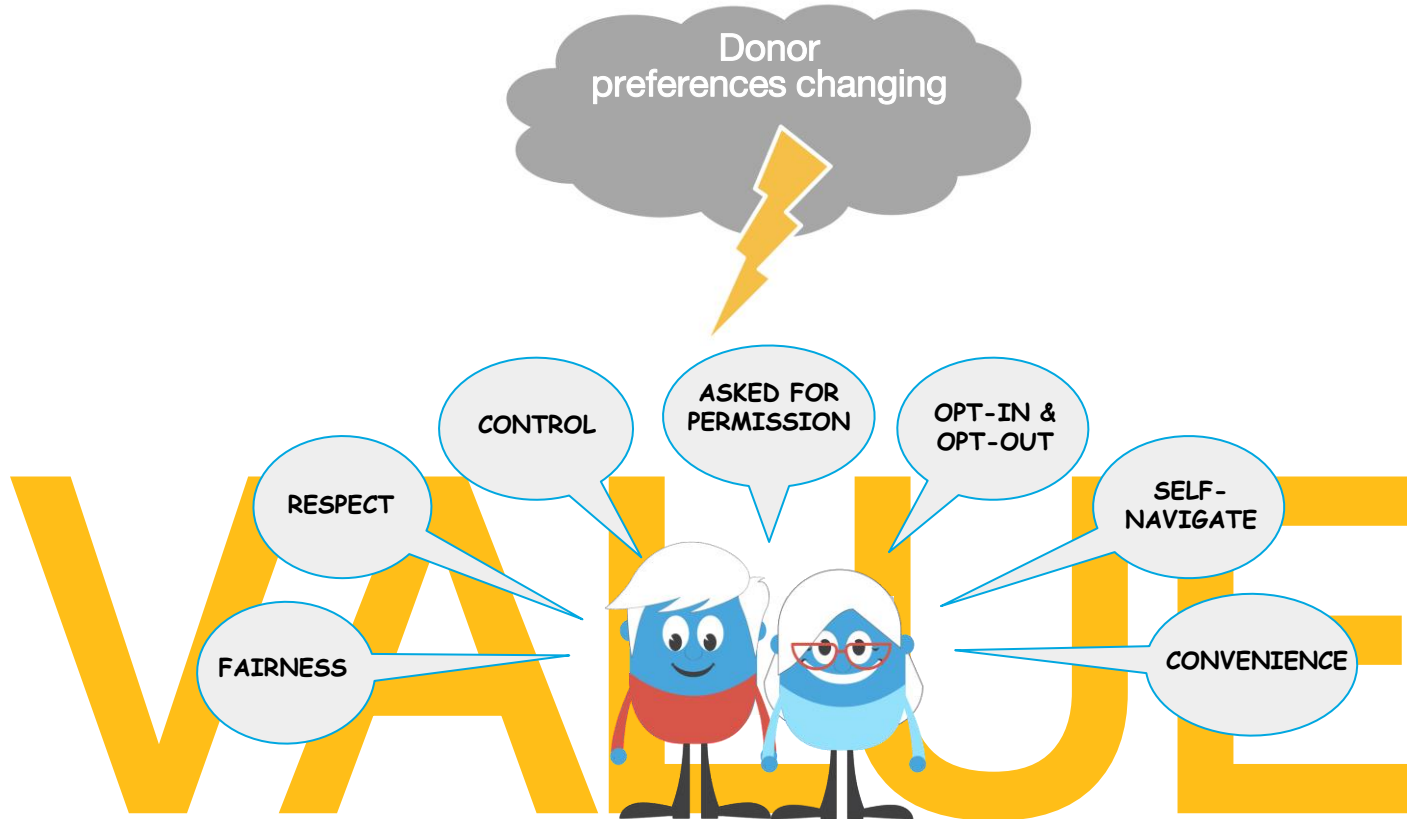 Donor
preferences changing
ASKED FOR
PERMISSION
CONTROL
OPT-IN &
OPT-OUT
RESPECT
SELF-
NAVIGATE
FAIRNESS
CONVENIENCE
VALUE